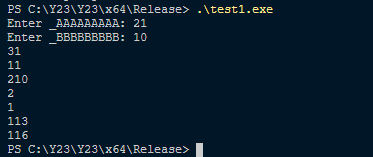 PS C:\Y23\Y23\x64\Release> .\test1.exe
Enter _AAAAAAAAA: 21
Enter _BBBBBBBBB: 10
31
11
210
2
1
113
116
PS C:\Y23\Y23\x64\Release>